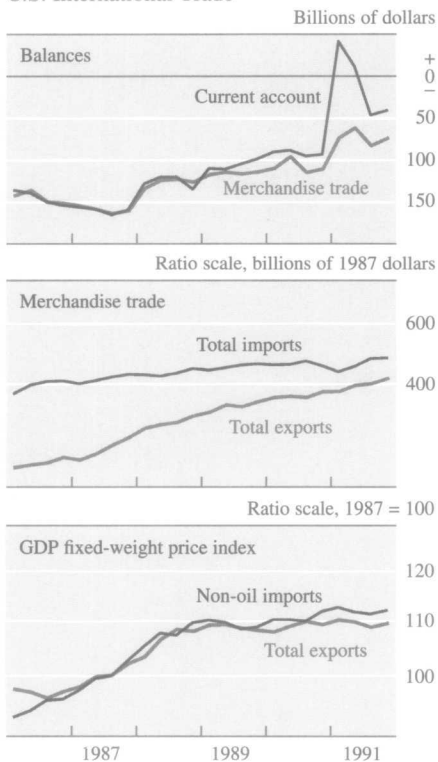 U.S. International Trade
Billions of dollars
Balances
+
0
–
Current account
50
100
Merchandise trade
150
Ratio scale, billions of 1987 dollars
Merchandise trade
600
Total imports
400
Total exports
Ratio scale, 1987 = 100
GDP fixed-weight price index
120
Non-oil imports
110
Total exports
100
1987 1989 1991